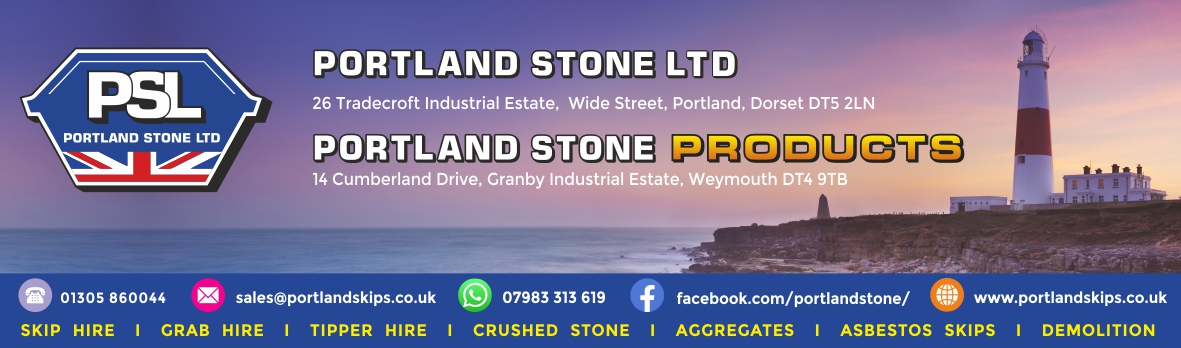 PSL
PORTLAND STONE LTD
PORTLAND STONE LTD
26 Tradecroft Industrial Estate,  Wide Street, Portland, Dorset DT5 2LN
PORTLAND STONE PRODUCTS
14 Cumberland Drive, Granby Industrial Estate, Weymouth DT4 9TB
01305 860044 sales@portlandskips.co.uk 07983 313 619 facebook.com/portlandstone/ www.portlandskips.co.uk
SKIP HIRE | GRAB HIRE | TIPPER HIRE | CRUSHED STONE | AGGREGATES | ASBESTOS SKIPS | DEMOLITION